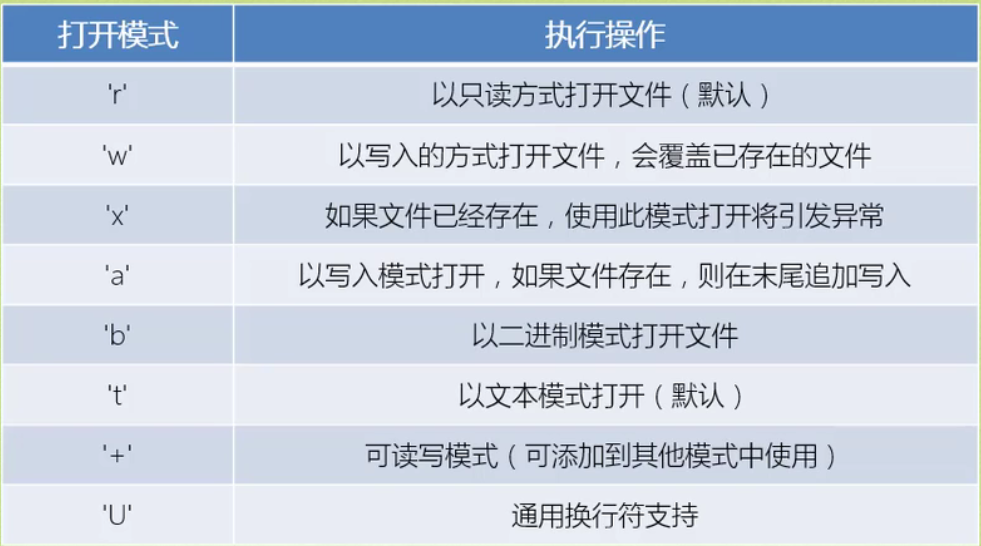 打开模式 执行操作
'r' 以只读方式打开文件（默认）
'w' 以写入的方式打开文件，会覆盖已存在的文件
'x' 如果文件已经存在，使用此模式打开将引发异常
'a' 以写入模式打开，如果文件存在，则在末尾追加写入
'b' 以二进制模式打开文件
't' 以文本模式打开（默认）
'+' 可读写模式（可添加到其他模式中使用）
'U' 通用换行符支持